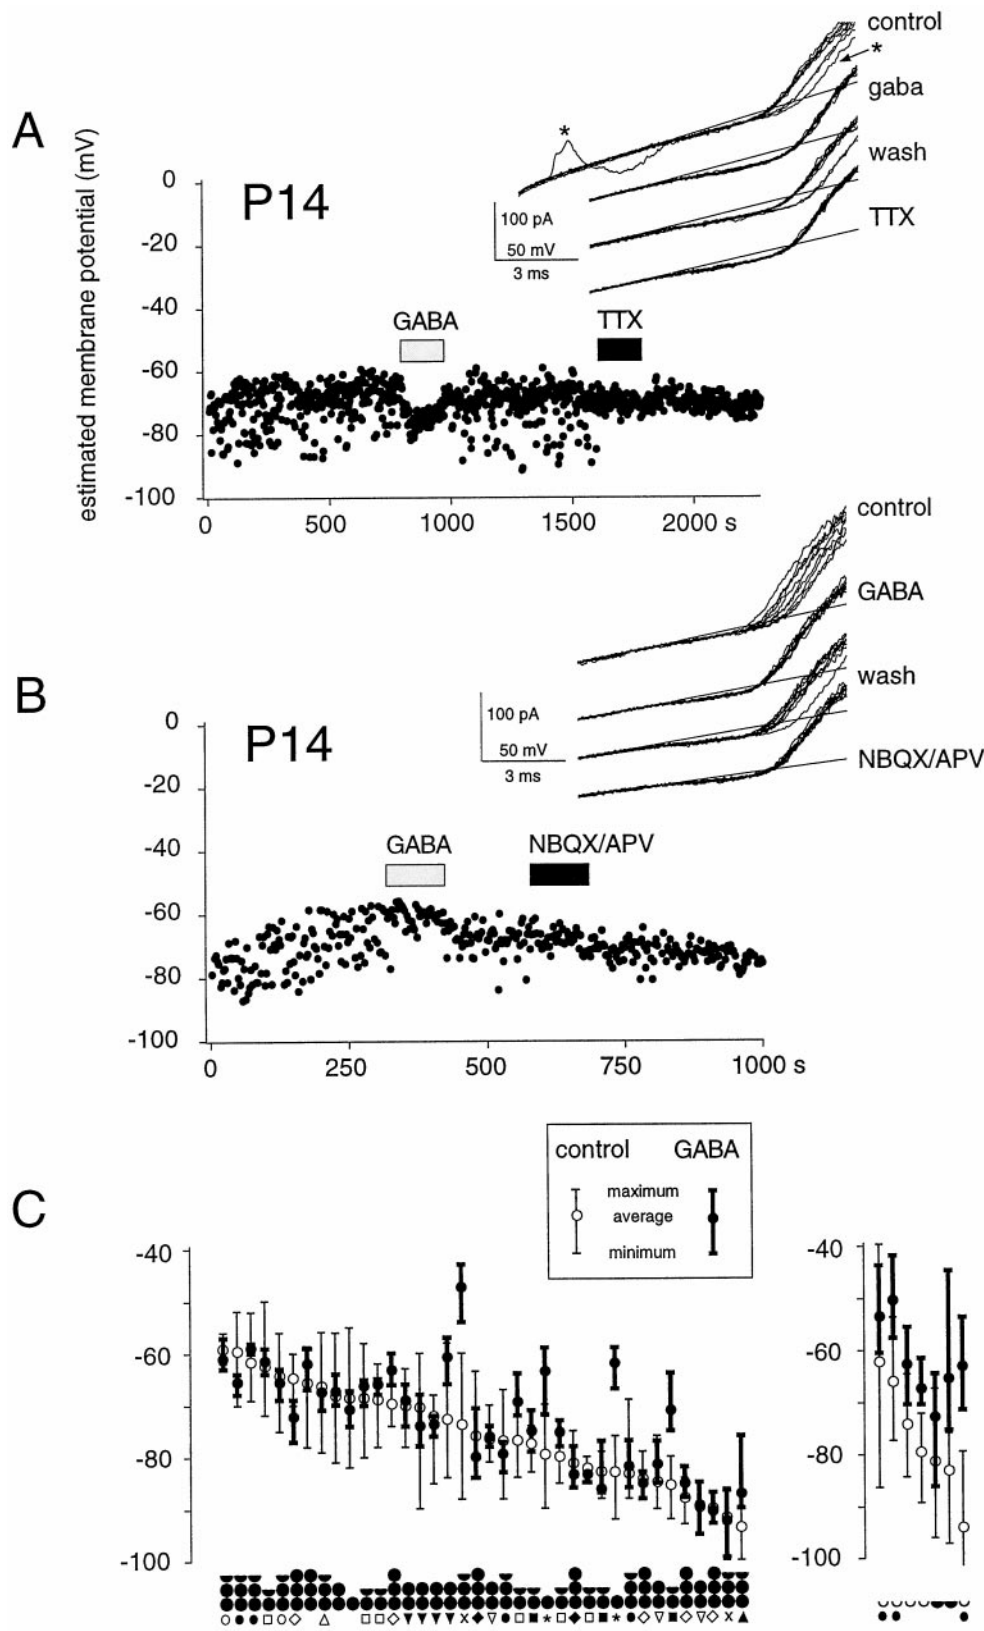 A
estimated membrane potential (mV)
P14
0
-20
-40
-60
-80
-100
0 500 1000 1500 2000 s
GABA
TTX
control
*
gaba
wash
TTX
*
100 pA
50 mV
3 ms
B
P14
0
-20
-40
-60
-80
-100
0 250 500 750 1000 s
GABA
NBQX/APV
control
GABA
wash
NBQX/APV
100 pA
50 mV
3 ms
C
control GABA
maximum
average
minimum
-40
-60
-80
-100
-40
-60
-80
-100